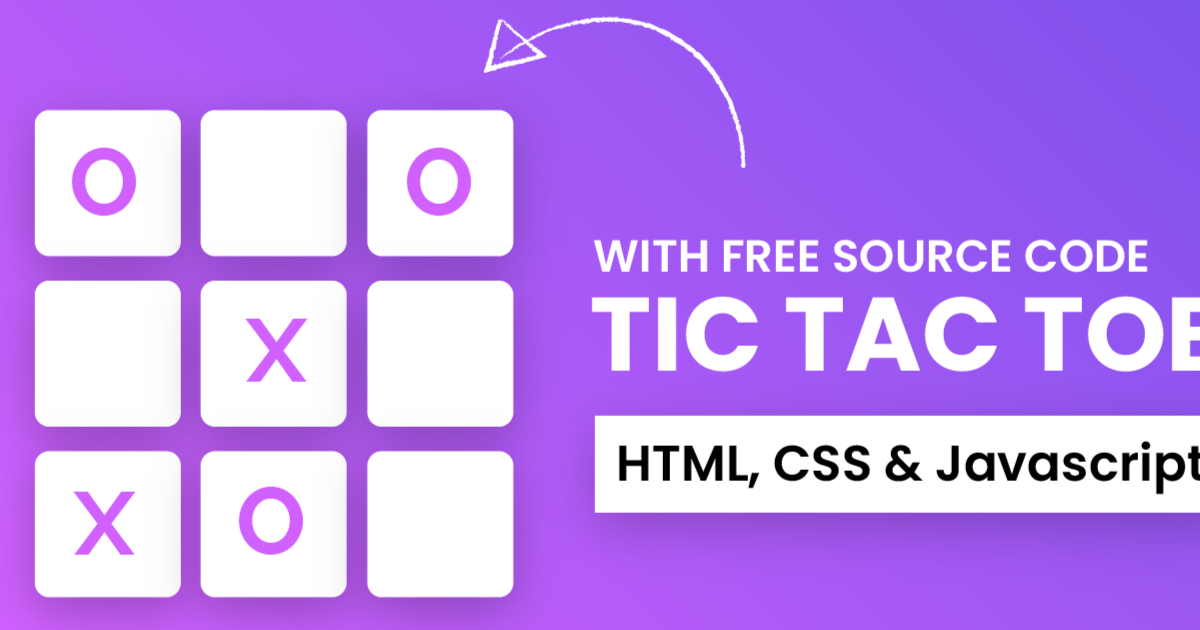 O O
X
X O
WITH FREE SOURCE CODE
TIC TAC TOE
HTML, CSS & Javascript